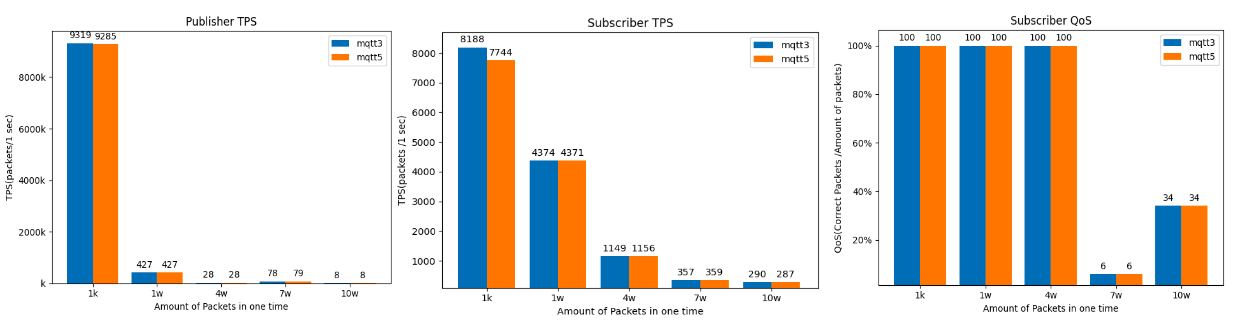 Publisher TPS
9319 9285
mqtt3
mqtt5
8000k
6000k
4000k
2000k
k
427 427
28 28
78 79
8 8
1k 1w 4w 7w 10w
TPS(packets/1 sec)
Amount of Packets in one time
Subscriber TPS
8188
7744
mqtt3
mqtt5
8000
7000
6000
5000
4000
3000
2000
1000
4374 4371
1149 1156
357 359
290 287
1k 1w 4w 7w 10w
TPS(packets /1 sec)
Amount of Packets in one time
Subscriber QoS
100 100 100 100 100 100
mqtt3
mqtt5
100%
80%
60%
40%
20%
6 6
34 34
1k 1w 4w 7w 10w
QoS(Correct Packets /Amount of packets)
Amount of Packets in one time